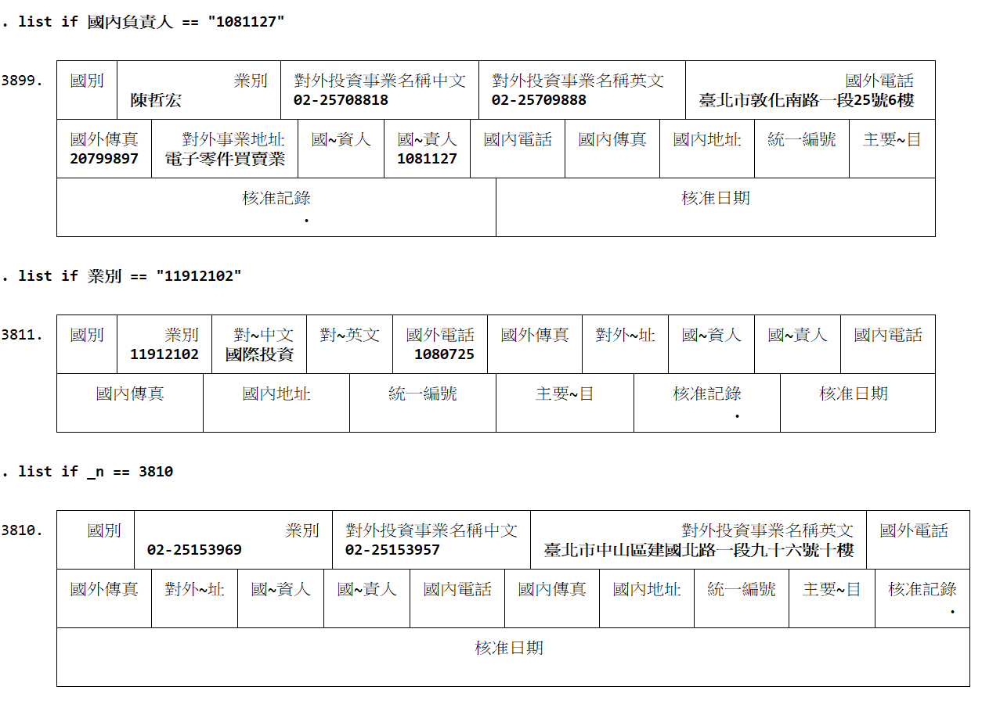 . list if 國內負責人 == "1081127"
3899. 國別 業別 對外投資事業名稱中文 對外投資事業名稱英文 國外電話
陳哲宏 02-25708818 02-25709888 臺北市敦化南路一段25號6樓
國外傳真 對外事業地址 國~資人 國~責人 國內電話 國內傳真 國內地址 統一編號 主要~目
20799897 電子零件買賣業 1081127
核准記錄 核准日期
.
. list if 業別 == "11912102"
3811. 國別 業別 對~中文 對~英文 國外電話 國外傳真 對外~址 國~資人 國~責人 國內電話
11912102 國際投資 1080725
國內傳真 國內地址 統一編號 主要~目 核准記錄 核准日期
.
. list if _n == 3810
3810. 國別 業別 對外投資事業名稱中文 對外投資事業名稱英文 國外電話
02-25153969 02-25153957 臺北市中山區建國北路一段九十六號十樓
國外傳真 對外~址 國~資人 國~責人 國內電話 國內傳真 國內地址 統一編號 主要~目 核准記錄
.
核准日期